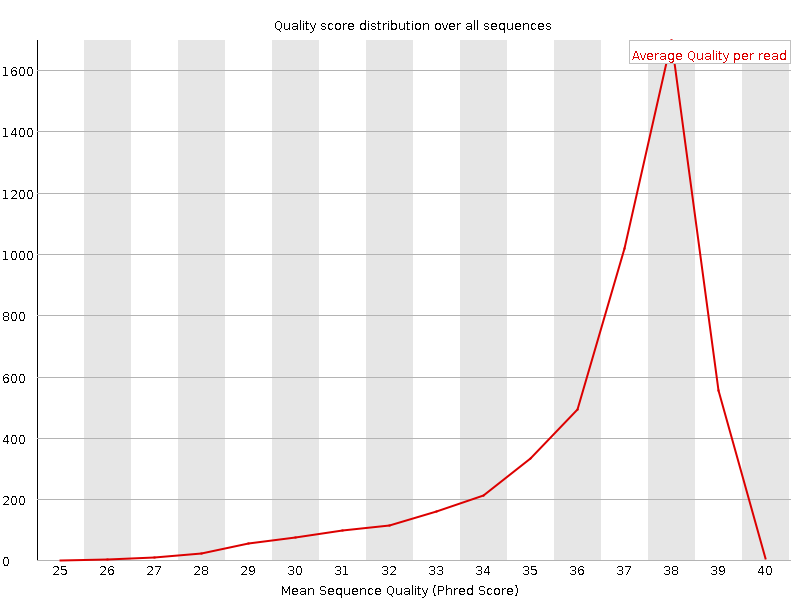 Quality score distribution over all sequences
Average Quality per read
1600
1400
1200
1000
800
600
400
200
0
25 26 27 28 29 30 31 32 33 34 35 36 37 38 39 40
Mean Sequence Quality (Phred Score)